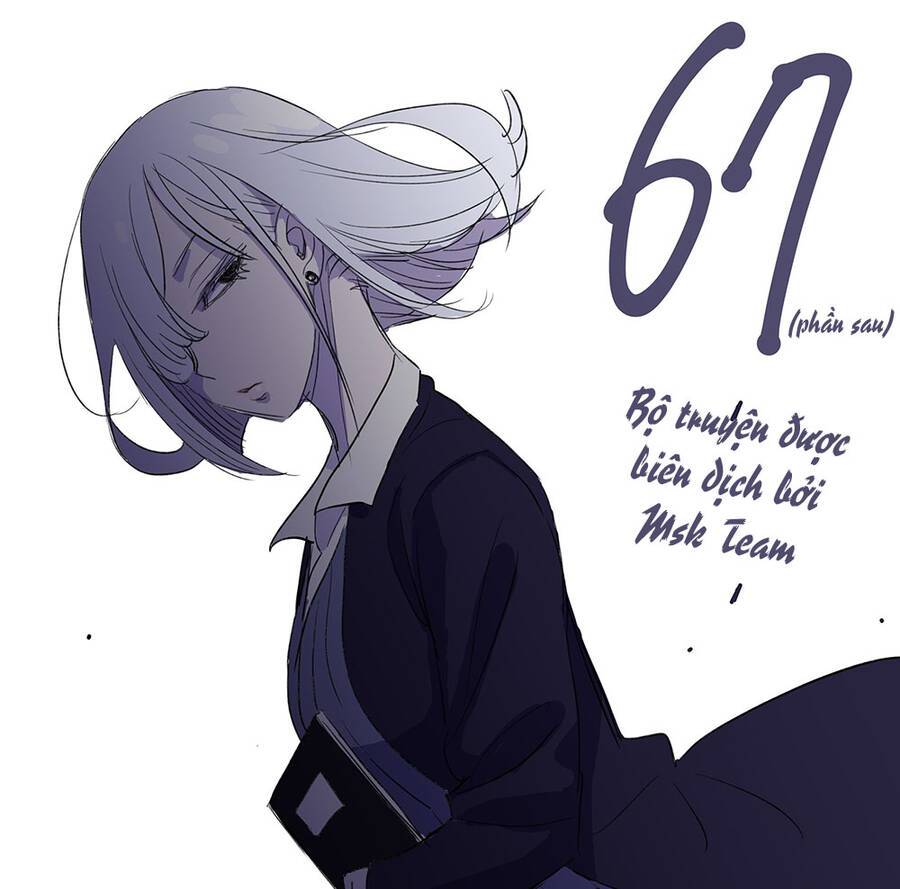 67
(phần sau)
Bộ truyện được
biên dịch bởi
Msk Team